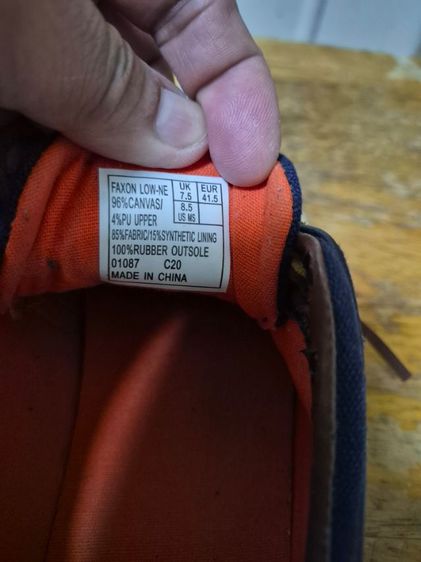 FAXON LOW-NE
96%CANVAS/
4%PU UPPER
UK 7.5 EUR 41.5
8.5 US MS
85%FABRIC/15%SYNTHETIC LINING
100%RUBBER OUTSOLE
01087 C20
MADE IN CHINA